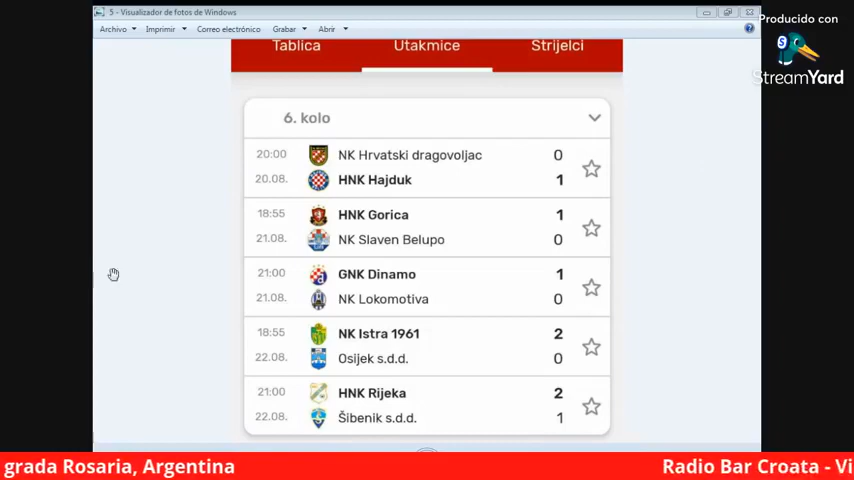 5 - Visualizador de fotos de Windows
Archivo Imprimir Correo electrónico Grabar Abrir
Producido con
StreamYard
Tablica Utakmice Strijelci
6. kolo
20:00 NK Hrvatski dragovoljac 0
20.08. HNK Hajduk 1
18:55 HNK Gorica 1
21.08. NK Slaven Belupo 0
21:00 GNK Dinamo 1
21.08. NK Lokomotiva 0
18:55 NK Istra 1961 2
22.08. Osijek s.d.d. 0
21:00 HNK Rijeka 2
22.08. Šibenik s.d.d. 1
grada Rosaria, Argentina Radio Bar Croata - Vi